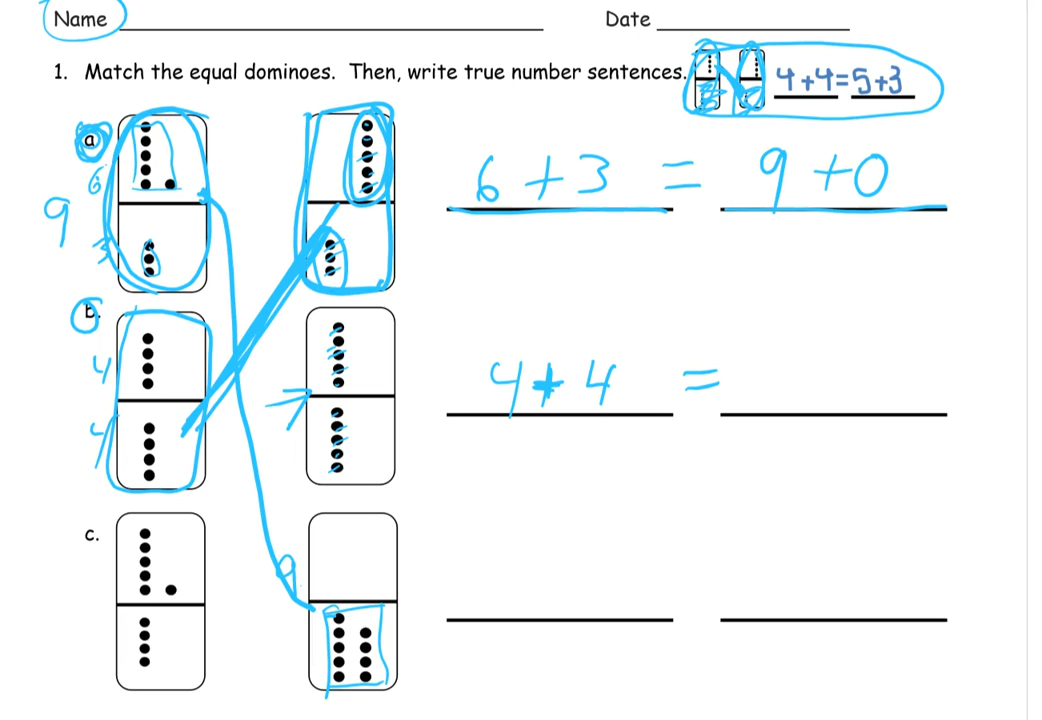 Name Date
1. Match the equal dominoes. Then, write true number sentences. 4+4=5+3
a
6
9
3
6 + 3 = 9 + 0
b.
4
4
4 + 4 =
c.
9